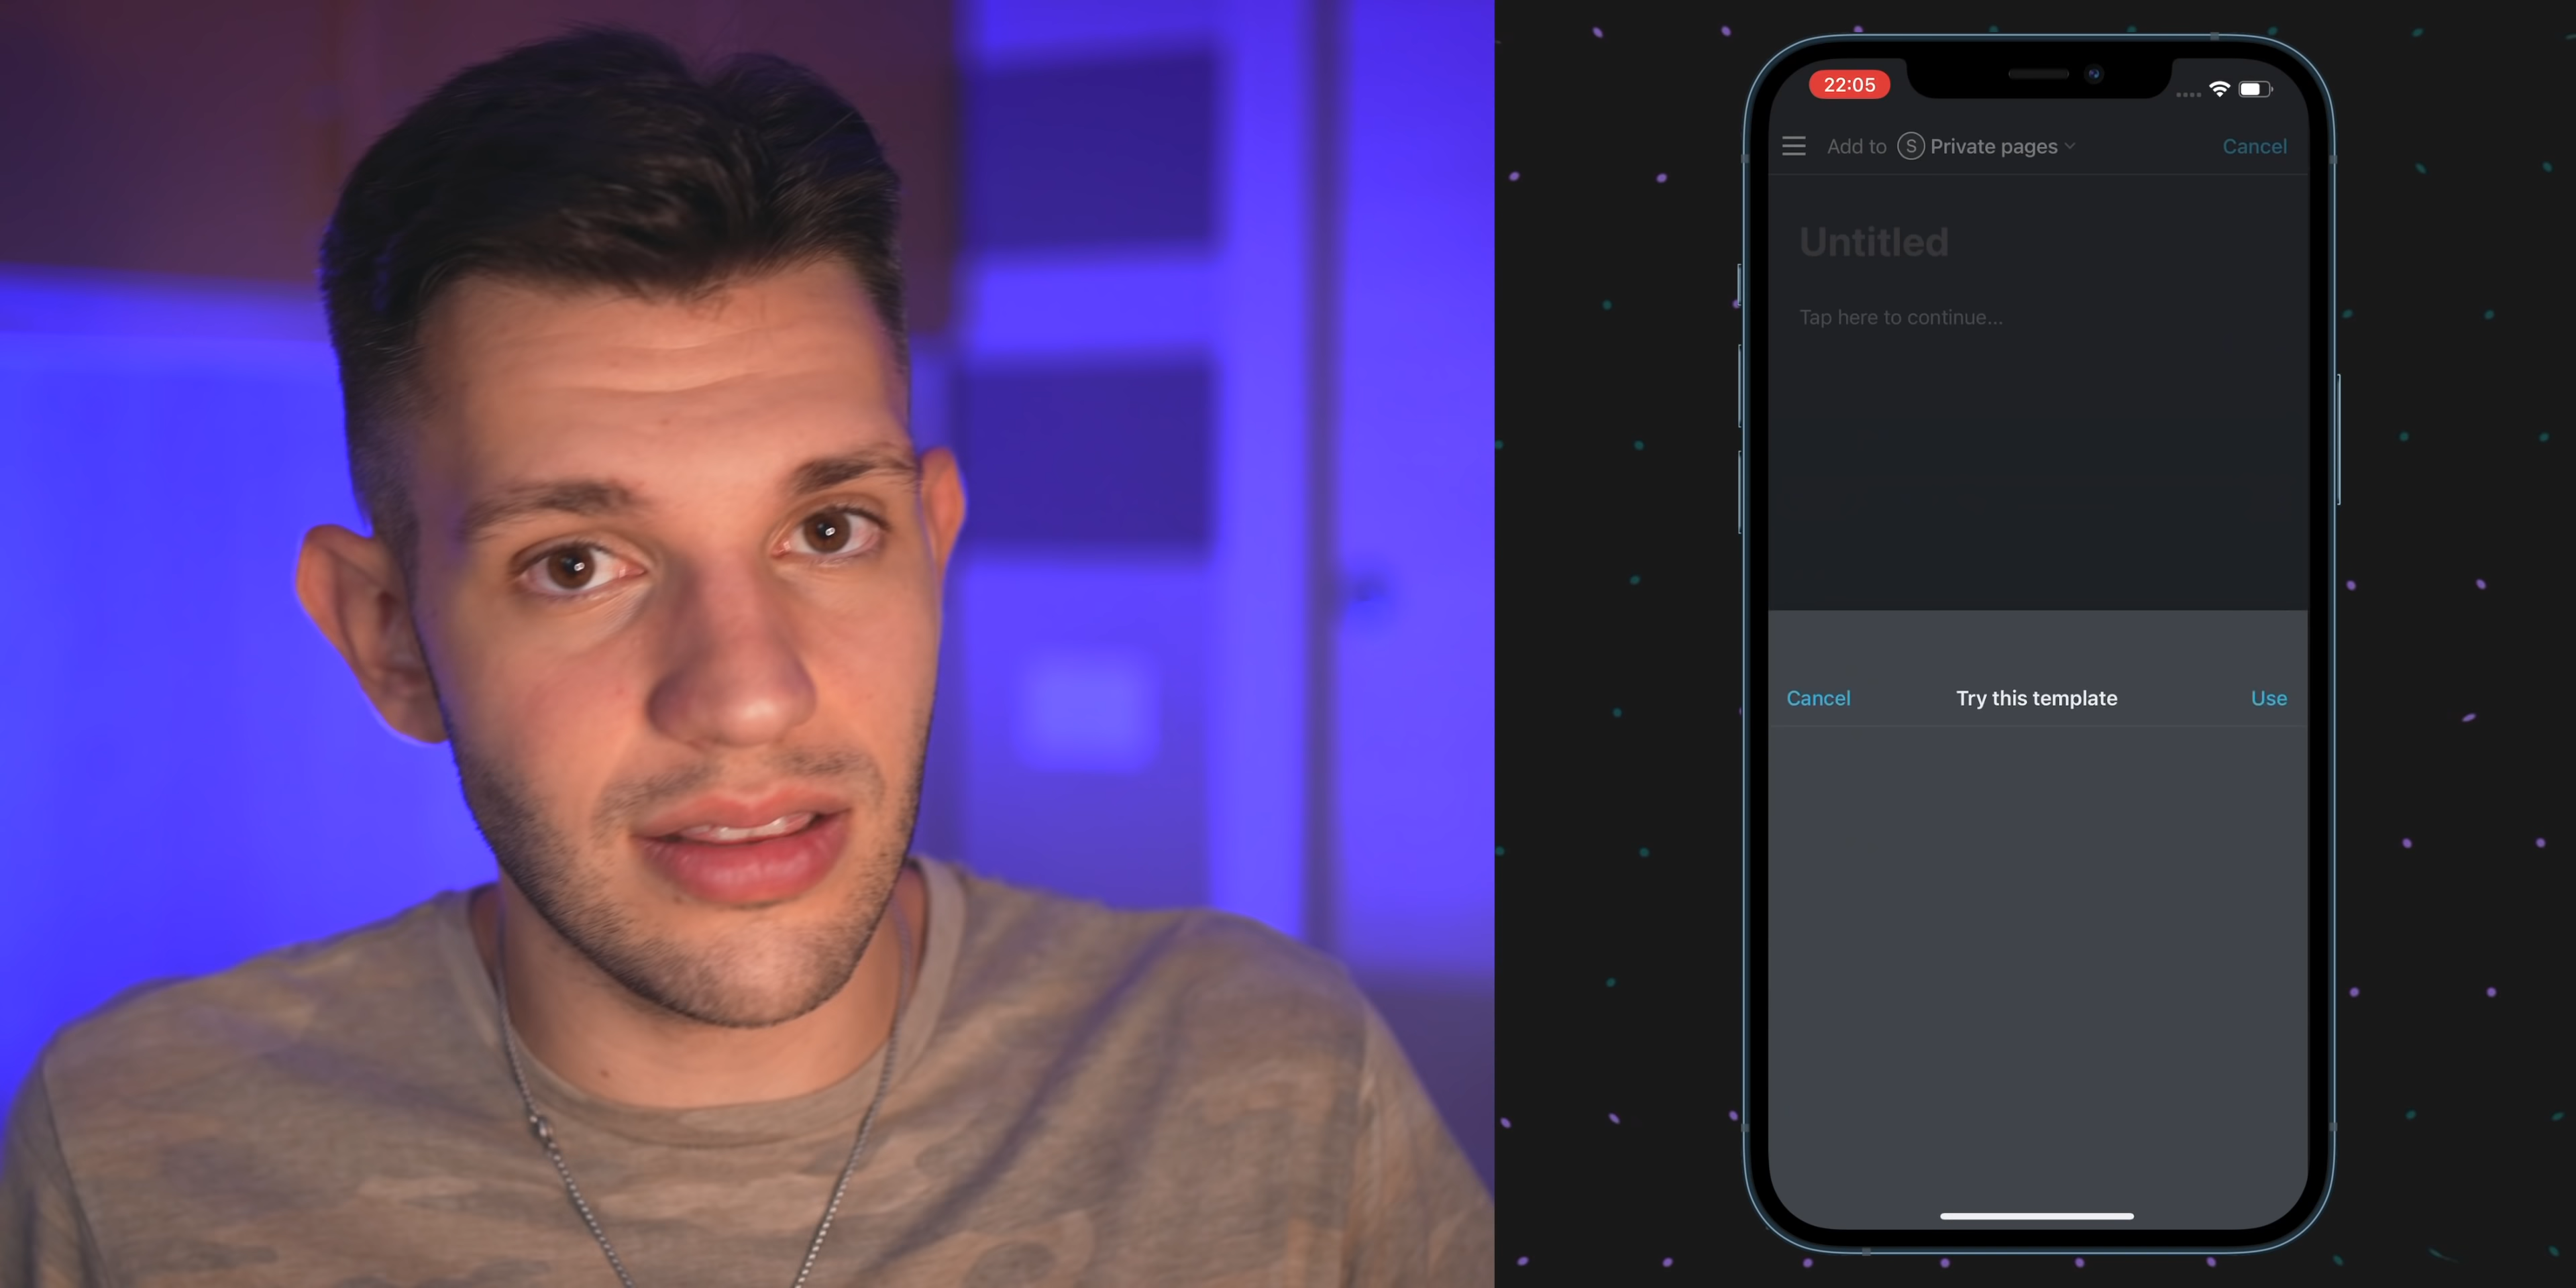 22:05
Add to S Private pages Cancel
Untitled
Tap here to continue...
Cancel Try this template Use